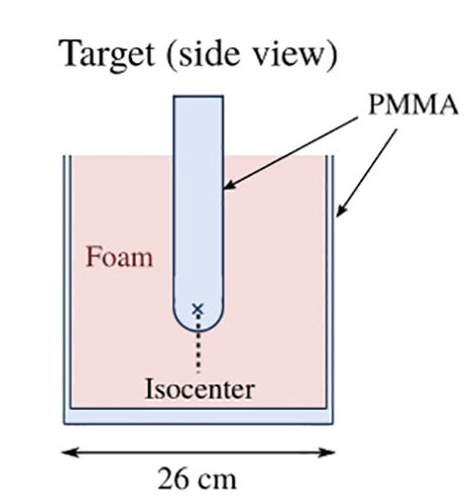 Target (side view)
PMMA
Foam
×
Isocenter
26 cm